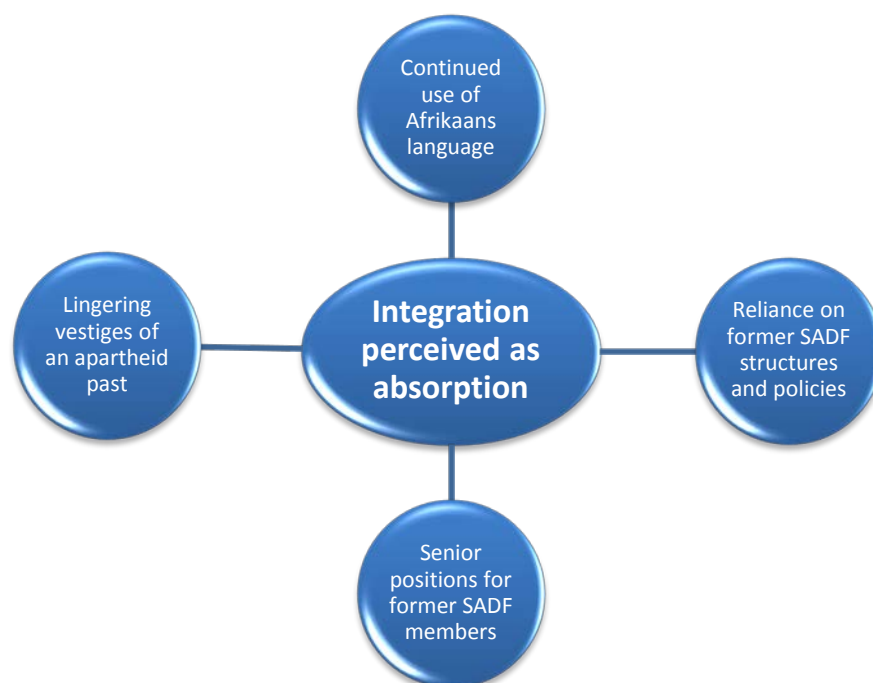 Continued
use of
Afrikaans
language
Lingering
vestiges of
an apartheid
past
Integration
perceived as
absorption
Reliance on
former SADF
structures
and policies
Senior
positions for
former SADF
members